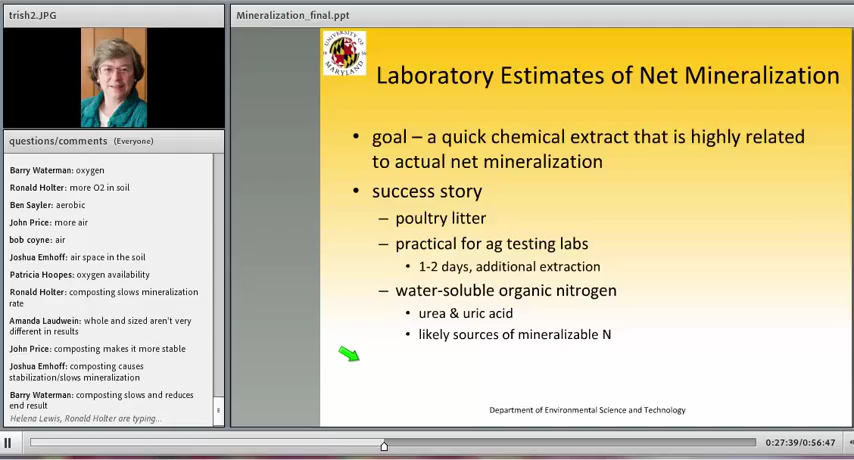 trish2.JPG
questions/comments (Everyone)
Barry Waterman: oxygen
Ronald Holter: more O2 in soil
Ben Sayler: aerobic
John Price: more air
bob coyne: air
Joshua Emhoff: air space in the soil
Patricia Hoopes: oxygen availability
Ronald Holter: composting slows mineralization
rate
Amanda Laudwein: whole and sized aren't very
different in results
John Price: composting makes it more stable
Joshua Emhoff: composting causes
stabilization/slows mineralization
Barry Waterman: composting slows and reduces
end result
Helena Lewis, Ronald Holter are typing...
Mineralization_final.ppt
UNIVERSITY OF
MARYLAND
Laboratory Estimates of Net Mineralization
• goal – a quick chemical extract that is highly related
to actual net mineralization
• success story
– poultry litter
– practical for ag testing labs
• 1-2 days, additional extraction
– water-soluble organic nitrogen
• urea & uric acid
• likely sources of mineralizable N
Department of Environmental Science and Technology
0:27:39/0:56:47